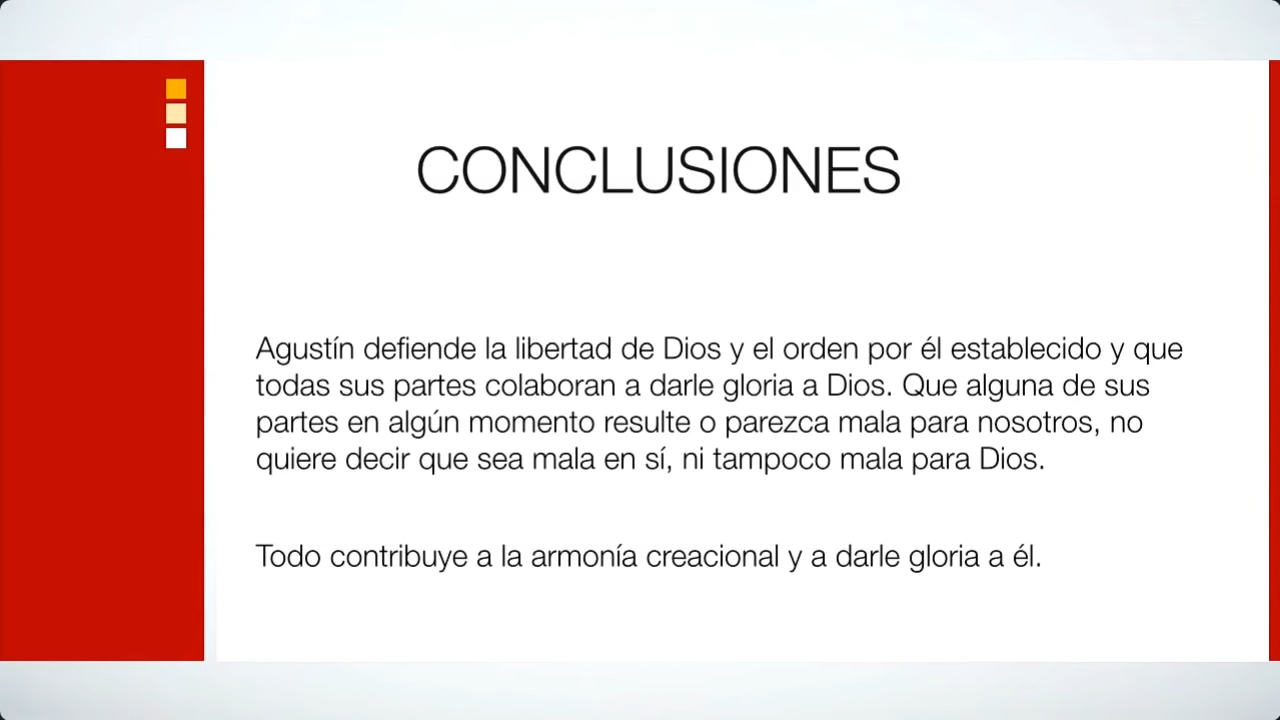 CONCLUSIONES
Agustín defiende la libertad de Dios y el orden por él establecido y que
todas sus partes colaboran a darle gloria a Dios. Que alguna de sus
partes en algún momento resulte o parezca mala para nosotros, no
quiere decir que sea mala en sí, ni tampoco mala para Dios.
Todo contribuye a la armonía creacional y a darle gloria a él.